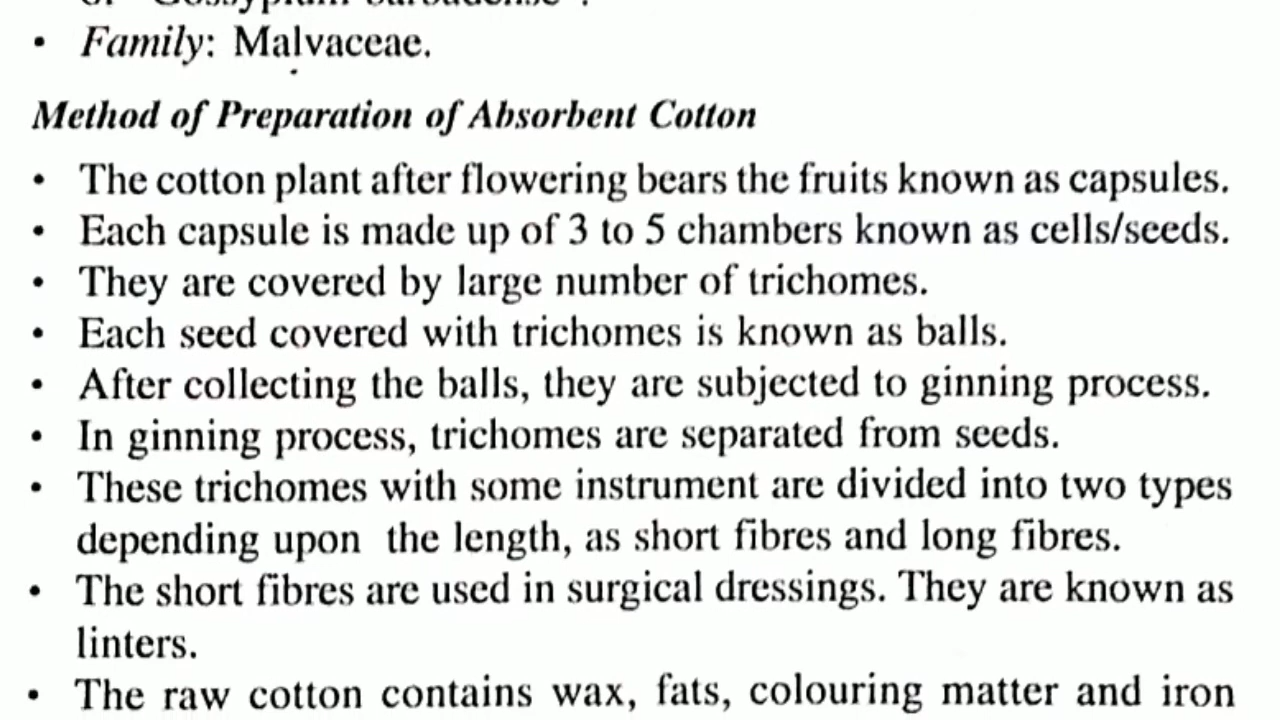 • Family: Malvaceae.
Method of Preparation of Absorbent Cotton
• The cotton plant after flowering bears the fruits known as capsules.
• Each capsule is made up of 3 to 5 chambers known as cells/seeds.
• They are covered by large number of trichomes.
• Each seed covered with trichomes is known as balls.
• After collecting the balls, they are subjected to ginning process.
• In ginning process, trichomes are separated from seeds.
• These trichomes with some instrument are divided into two types
depending upon the length, as short fibres and long fibres.
• The short fibres are used in surgical dressings. They are known as
linters.
• The raw cotton contains wax, fats, colouring matter and iron